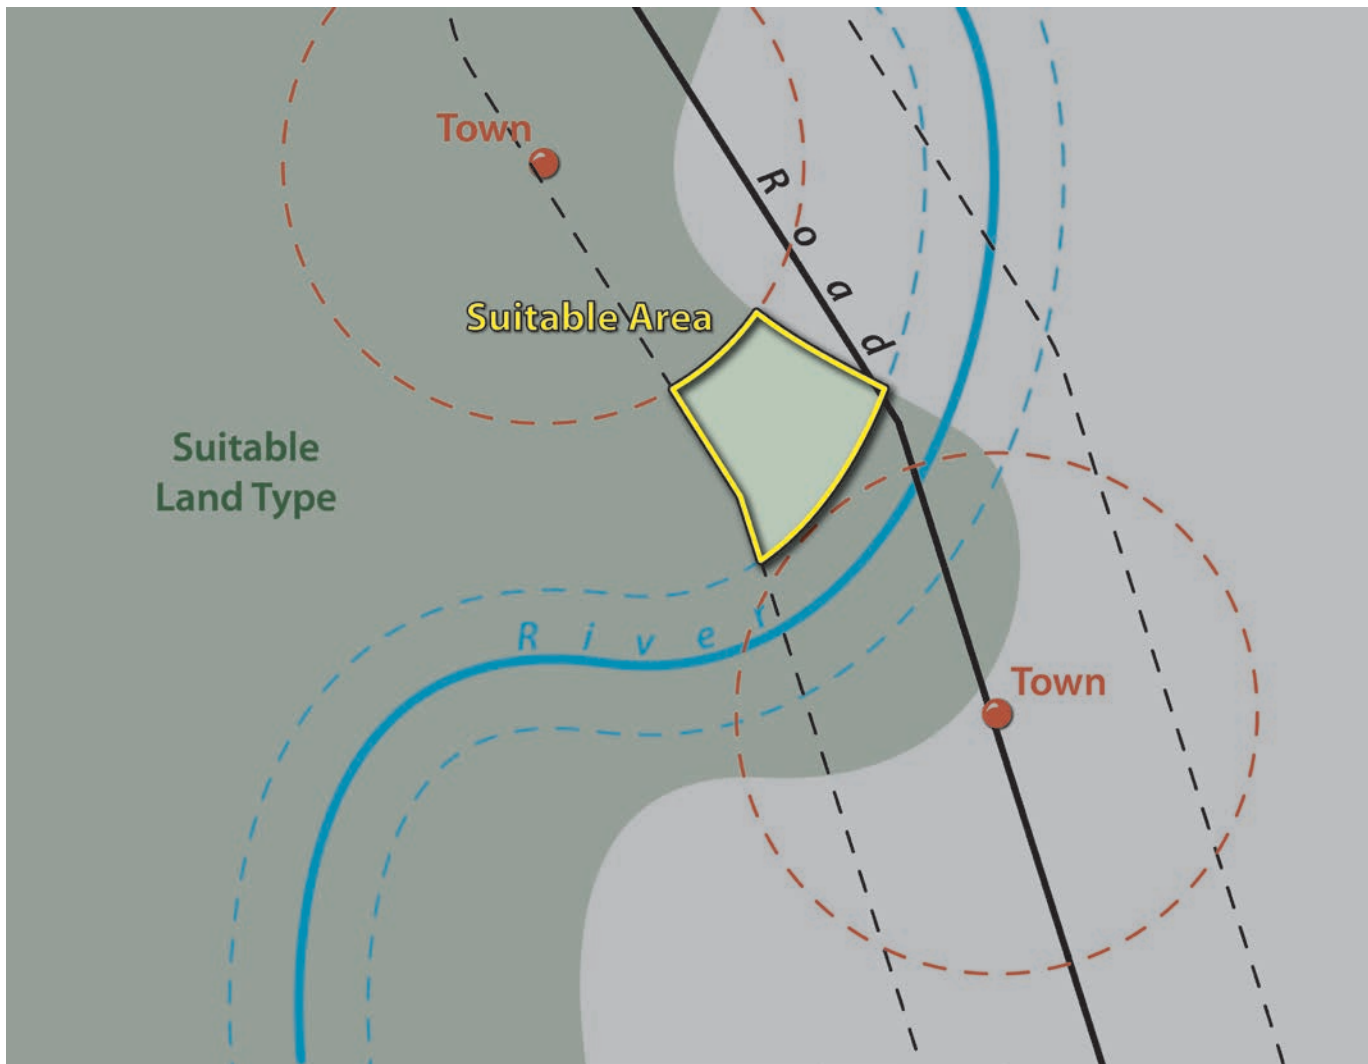 Town
Road
Suitable Area
Suitable
Land Type
River
Town